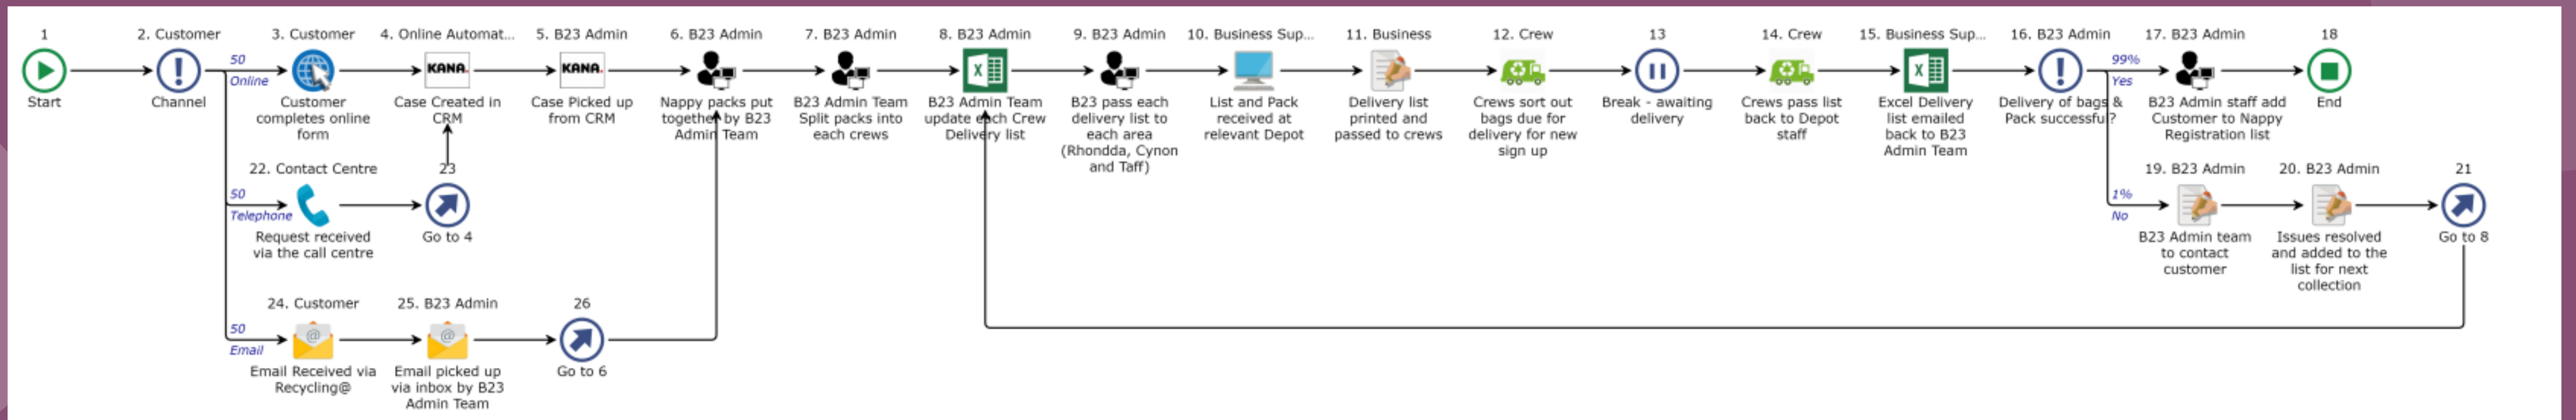 1
Start
2. Customer
Channel
50
Online
3. Customer
Customer
completes online
form
4. Online Automat...
KANA.
Case Created in
CRM
5. B23 Admin
KANA.
Case Picked up
from CRM
6. B23 Admin
Nappy packs put
together by B23
Admin Team
7. B23 Admin
B23 Admin Team
Split packs into
each crews
8. B23 Admin
X
B23 Admin Team
update each Crew
Delivery list
9. B23 Admin
B23 pass each
delivery list to
each area
(Rhondda, Cynon
and Taff)
10. Business Sup...
List and Pack
received at
relevant Depot
11. Business
Delivery list
printed and
passed to crews
12. Crew
Crews sort out
bags due for
delivery for new
sign up
13
Break - awaiting
delivery
14. Crew
Crews pass list
back to Depot
staff
15. Business Sup...
X
Excel Delivery
list emailed
back to B23
Admin Team
16. B23 Admin
Delivery of bags &
Pack successful?
99%
Yes
17. B23 Admin
B23 Admin staff add
Customer to Nappy
Registration list
18
End
50
Telephone
22. Contact Centre
Request received
via the call centre
23
Go to 4
1%
No
19. B23 Admin
B23 Admin team
to contact
customer
20. B23 Admin
Issues resolved
and added to the
list for next
collection
21
Go to 8
50
Email
24. Customer
@
Email Received via
Recycling@
25. B23 Admin
@
Email picked up
via inbox by B23
Admin Team
26
Go to 6